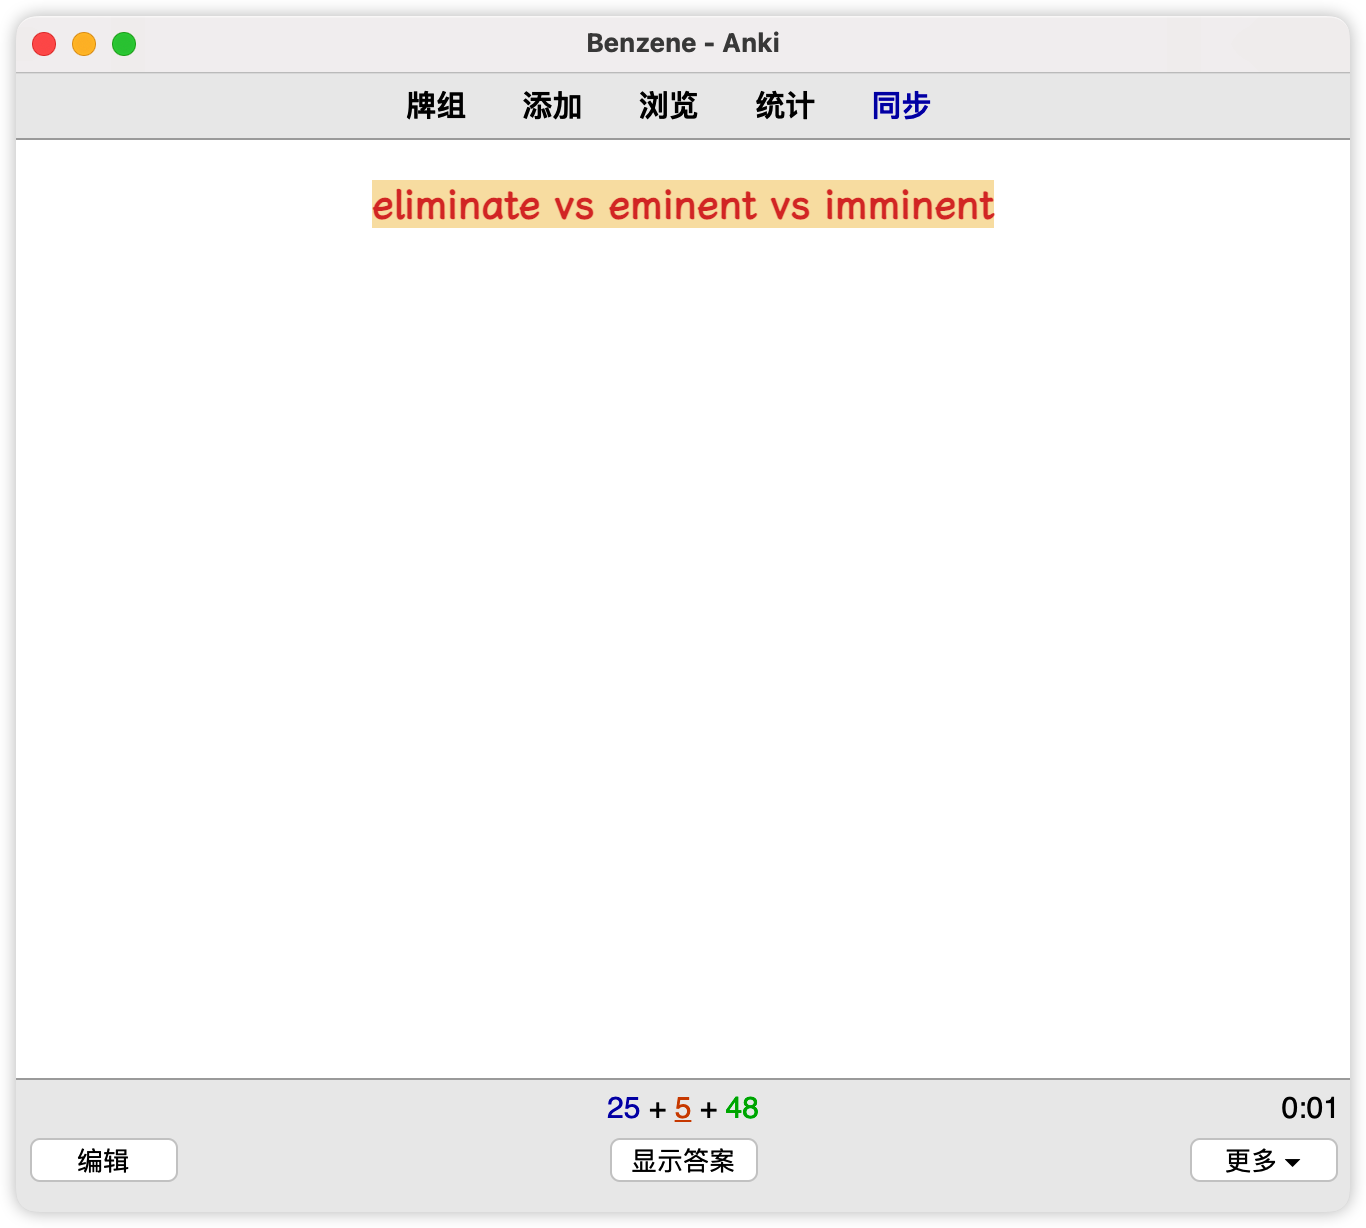 Benzene - Anki
牌组 添加 浏览 统计 同步
eliminate vs eminent vs imminent
25 + 5 + 48
0:01
编辑
显示答案
更多